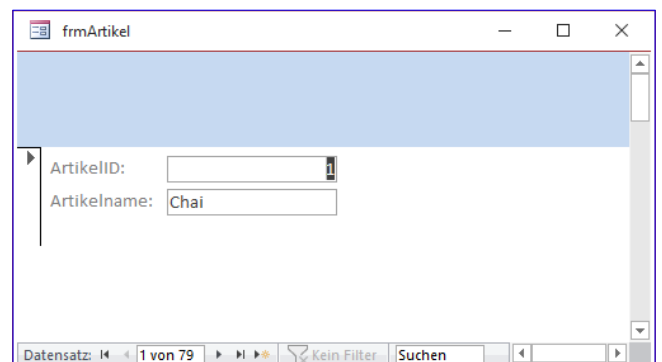 frmArtikel
ArtikelID: 1
Artikelname: Chai
Datensatz: 1 von 79 Kein Filter Suchen